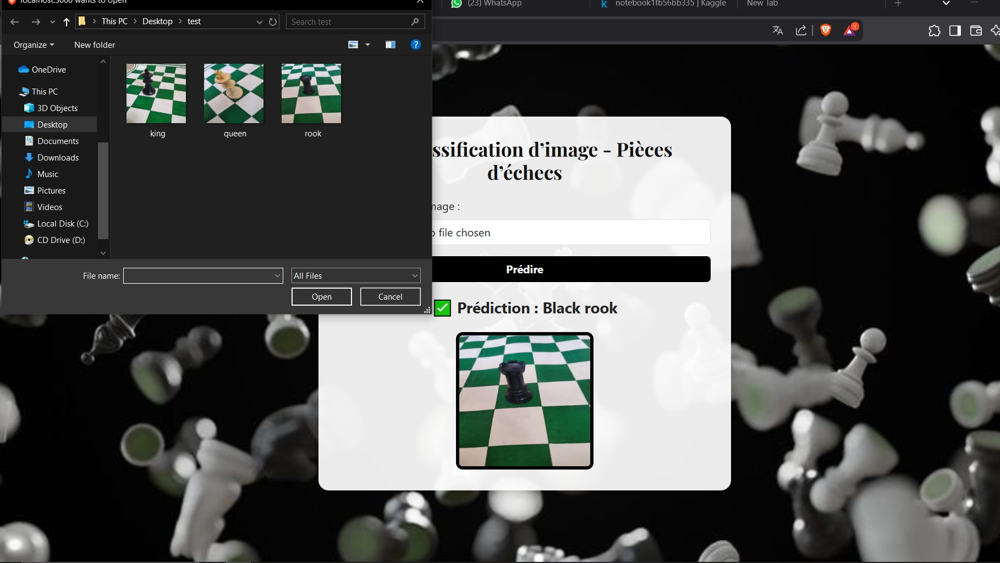 localhost:3000 wants to open
(23) WhatsApp
notebook1fb56bb335 | Kaggle
New Tab
This PC
Desktop
test
Search test
1
Organize
New folder
OneDrive
This PC
3D Objects
Desktop
Documents
Downloads
Music
Pictures
Videos
Local Disk (C:)
CD Drive (D:)
king
queen
rook
File name:
All Files
Open
Cancel
ssification d’image - Pièces
d’échecs
mage :
file chosen
Prédire
Prédiction : Black rook